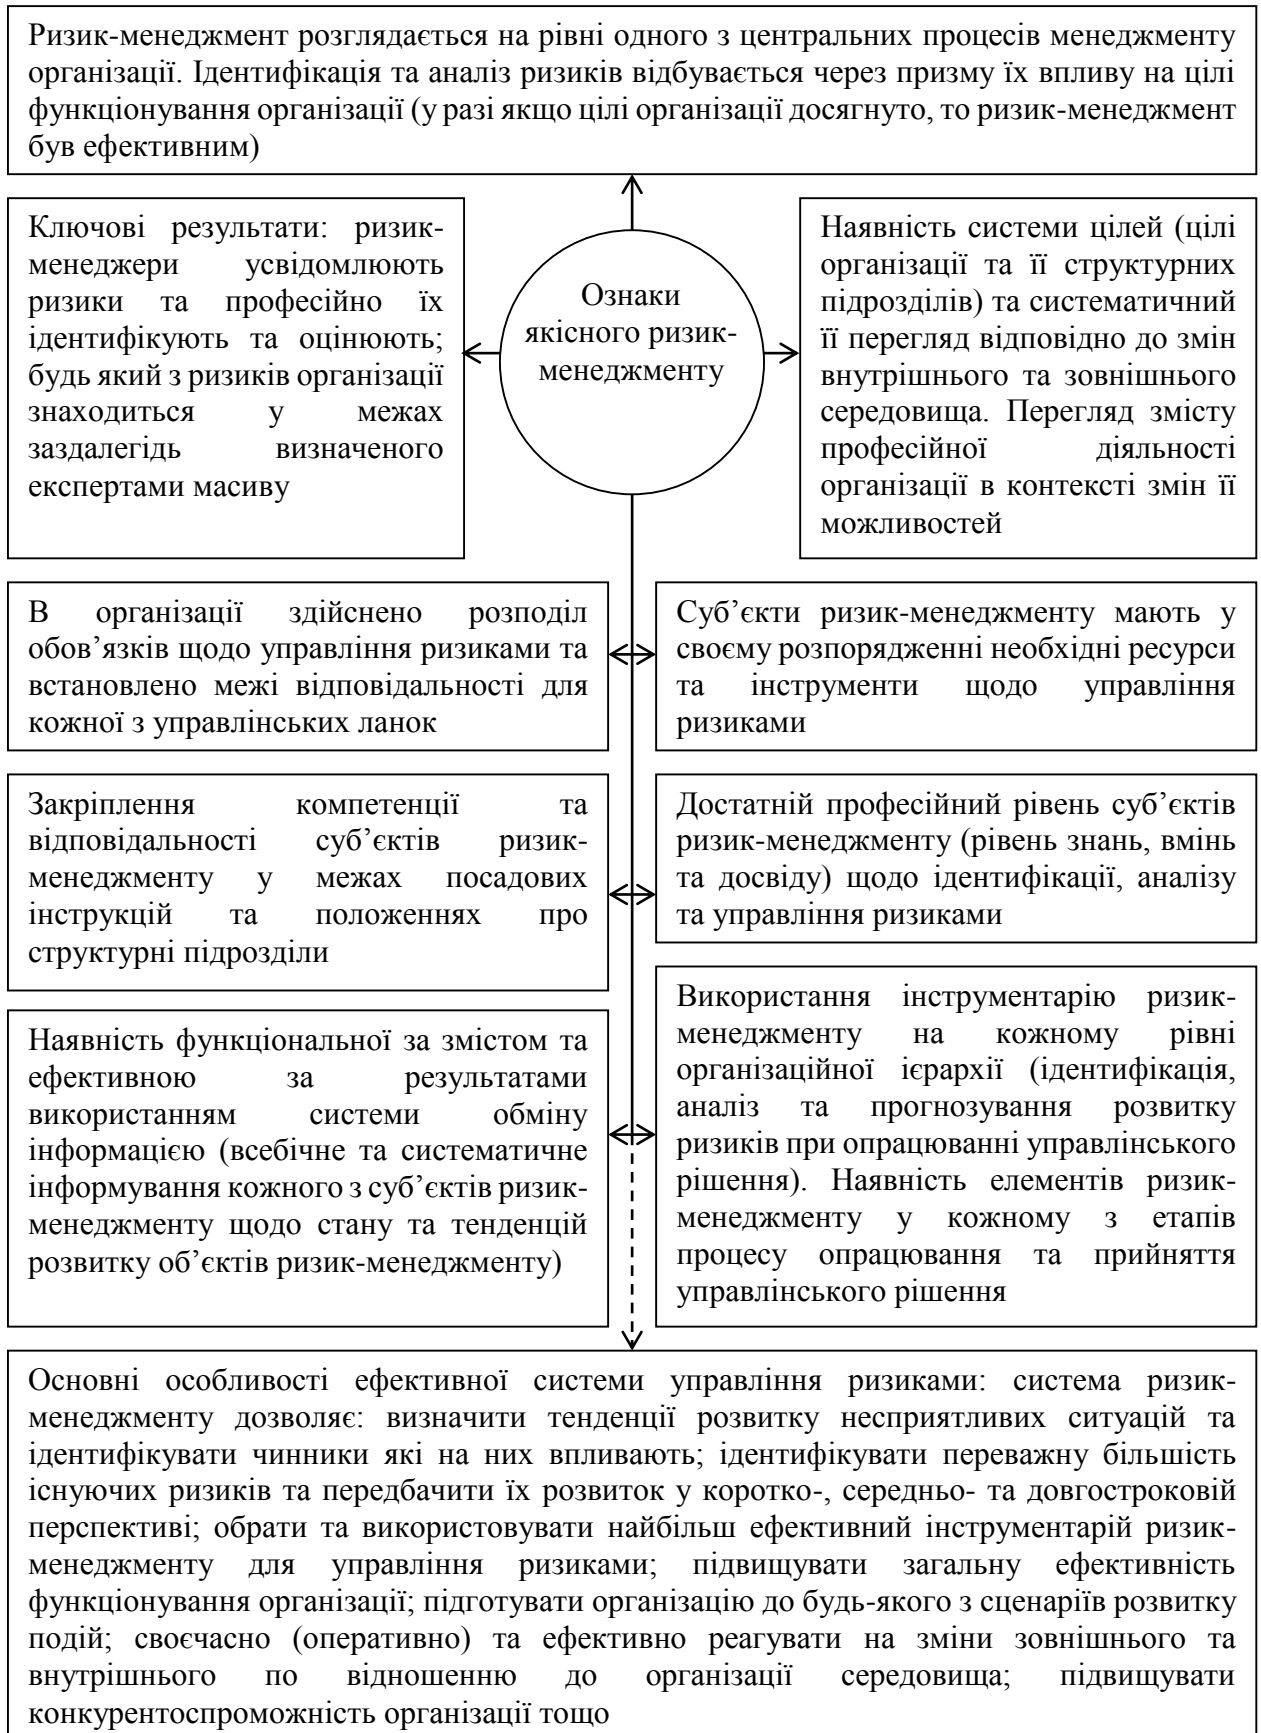 Ризик-менеджмент розглядається на рівні одного з центральних процесів менеджменту
організації. Ідентифікація та аналіз ризиків відбувається через призму їх впливу на цілі
функціонування організації (у разі якщо цілі організації досягнуто, то ризик-менеджмент
був ефективним)
Ключові результати: ризик-
менеджери усвідомлюють
ризики та професійно їх
ідентифікують та оцінюють;
будь який з ризиків організації
знаходиться у межах
заздалегідь визначеного
експертами масиву
Ознаки
якісного ризик-
менеджменту
Наявність системи цілей (цілі
організації та її структурних
підрозділів) та систематичний
її перегляд відповідно до змін
внутрішнього та зовнішнього
середовища. Перегляд змісту
професійної діяльності
організації в контексті змін її
можливостей
В організації здійснено розподіл
обов’язків щодо управління ризиками та
встановлено межі відповідальності для
кожної з управлінських ланок
Суб’єкти ризик-менеджменту мають у
своєму розпорядженні необхідні ресурси
та інструменти щодо управління
ризиками
Закріплення компетенції та
відповідальності суб’єктів ризик-
менеджменту у межах посадових
інструкцій та положеннях про
структурні підрозділи
Достатній професійний рівень суб’єктів
ризик-менеджменту (рівень знань, вмінь
та досвіду) щодо ідентифікації, аналізу
та управління ризиками
Наявність функціональної за змістом та
ефективною за результатами
використанням системи обміну
інформацією (всебічне та систематичне
інформування кожного з суб’єктів ризик-
менеджменту щодо стану та тенденцій
розвитку об’єктів ризик-менеджменту)
Використання інструментарію ризик-
менеджменту на кожному рівні
організаційної ієрархії (ідентифікація,
аналіз та прогнозування розвитку
ризиків при опрацюванні управлінського
рішення). Наявність елементів ризик-
менеджменту у кожному з етапів
процесу опрацювання та прийняття
управлінського рішення
Основні особливості ефективної системи управління ризиками: система ризик-
менеджменту дозволяє: визначити тенденції розвитку несприятливих ситуацій та
ідентифікувати чинники які на них впливають; ідентифікувати переважну більшість
існуючих ризиків та передбачити їх розвиток у коротко-, середньо- та довгостроковій
перспективі; обрати та використовувати найбільш ефективний інструментарій ризик-
менеджменту для управління ризиками; підвищувати загальну ефективність
функціонування організації; підготувати організацію до будь-якого з сценаріїв розвитку
подій; своєчасно (оперативно) та ефективно реагувати на зміни зовнішнього та
внутрішнього по відношенню до організації середовища; підвищувати
конкурентоспроможність організації тощо